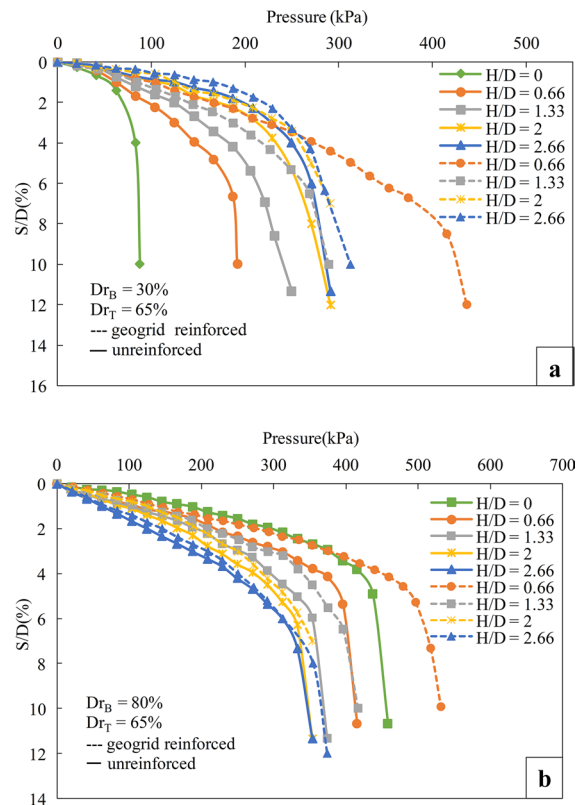 Pressure (kPa)
0 100 200 300 400 500
0
2
4
6
8
10
12
14
16
S/D(%)
H/D = 0
H/D = 0.66
H/D = 1.33
H/D = 2
H/D = 2.66
H/D = 0.66
H/D = 1.33
H/D = 2
H/D = 2.66
Dr_B = 30%
Dr_T = 65%
--- geogrid reinforced
— unreinforced
a
Pressure(kPa)
0 100 200 300 400 500 600 700
0
2
4
6
8
10
12
14
S/D(%)
H/D = 0
H/D = 0.66
H/D = 1.33
H/D = 2
H/D = 2.66
H/D = 0.66
H/D = 1.33
H/D = 2
H/D = 2.66
Dr_B = 80%
Dr_T = 65%
--- geogrid reinforced
— unreinforced
b